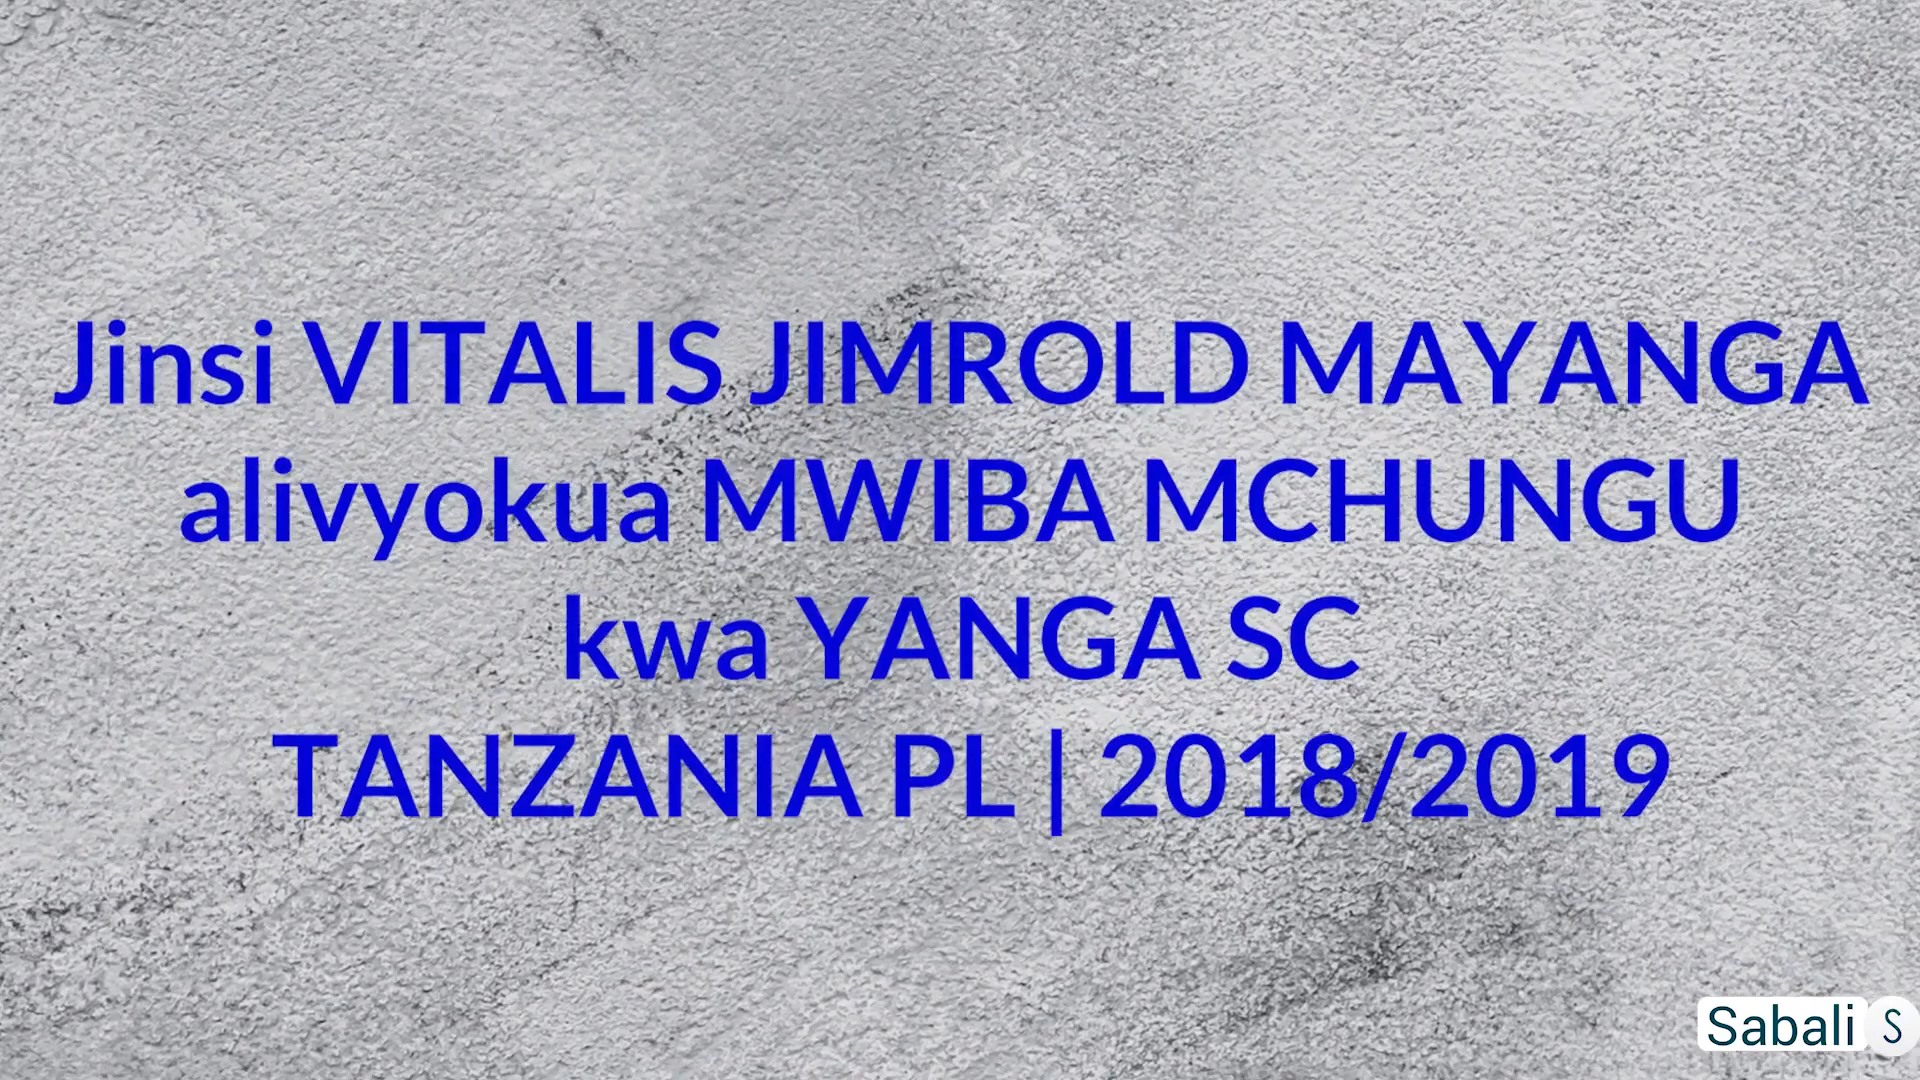 Jinsi VITALIS JIMROLD MAYANGA
alivyokua MWIBA MCHUNGU
kwa YANGA SC
TANZANIA PL | 2018/2019
Sabali S